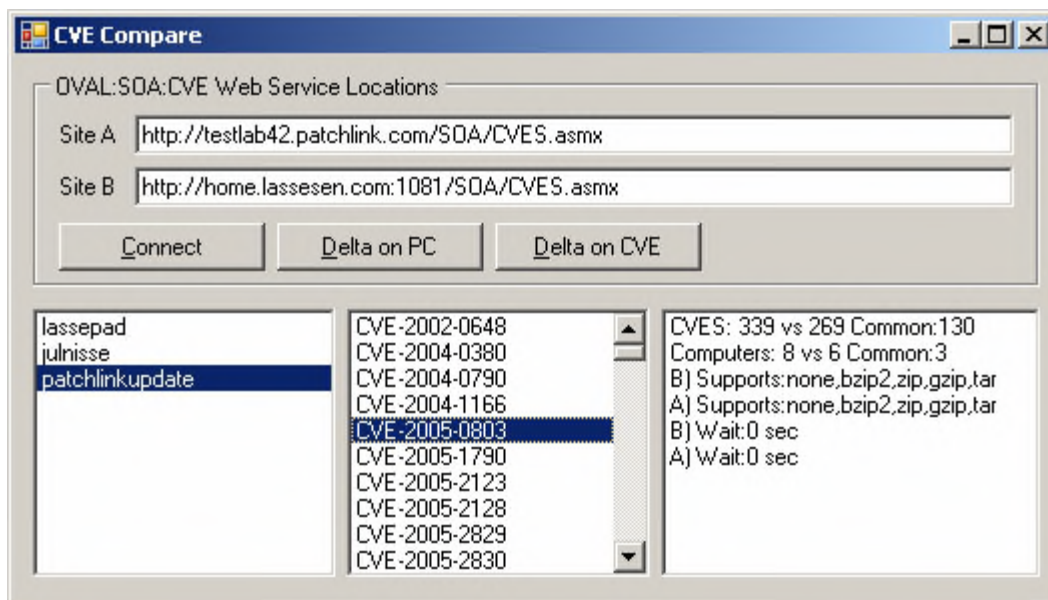 CVE Compare
OVAL:SOA:CVE Web Service Locations
Site A http://testlab42.patchlink.com/SOA/CVES.asmx
Site B http://home.lassesen.com:1081/SOA/CVES.asmx
Connect Delta on PC Delta on CVE
lassepad
julnisse
patchlinkupdate
CVE-2002-0648
CVE-2004-0380
CVE-2004-0790
CVE-2004-1166
CVE-2005-0803
CVE-2005-1790
CVE-2005-2123
CVE-2005-2128
CVE-2005-2829
CVE-2005-2830
CVES: 339 vs 269 Common:130
Computers: 8 vs 6 Common:3
B) Supports:none,bzip2,zip,gzip,tar
A) Supports:none,bzip2,zip,gzip,tar
B) Wait:0 sec
A) Wait:0 sec